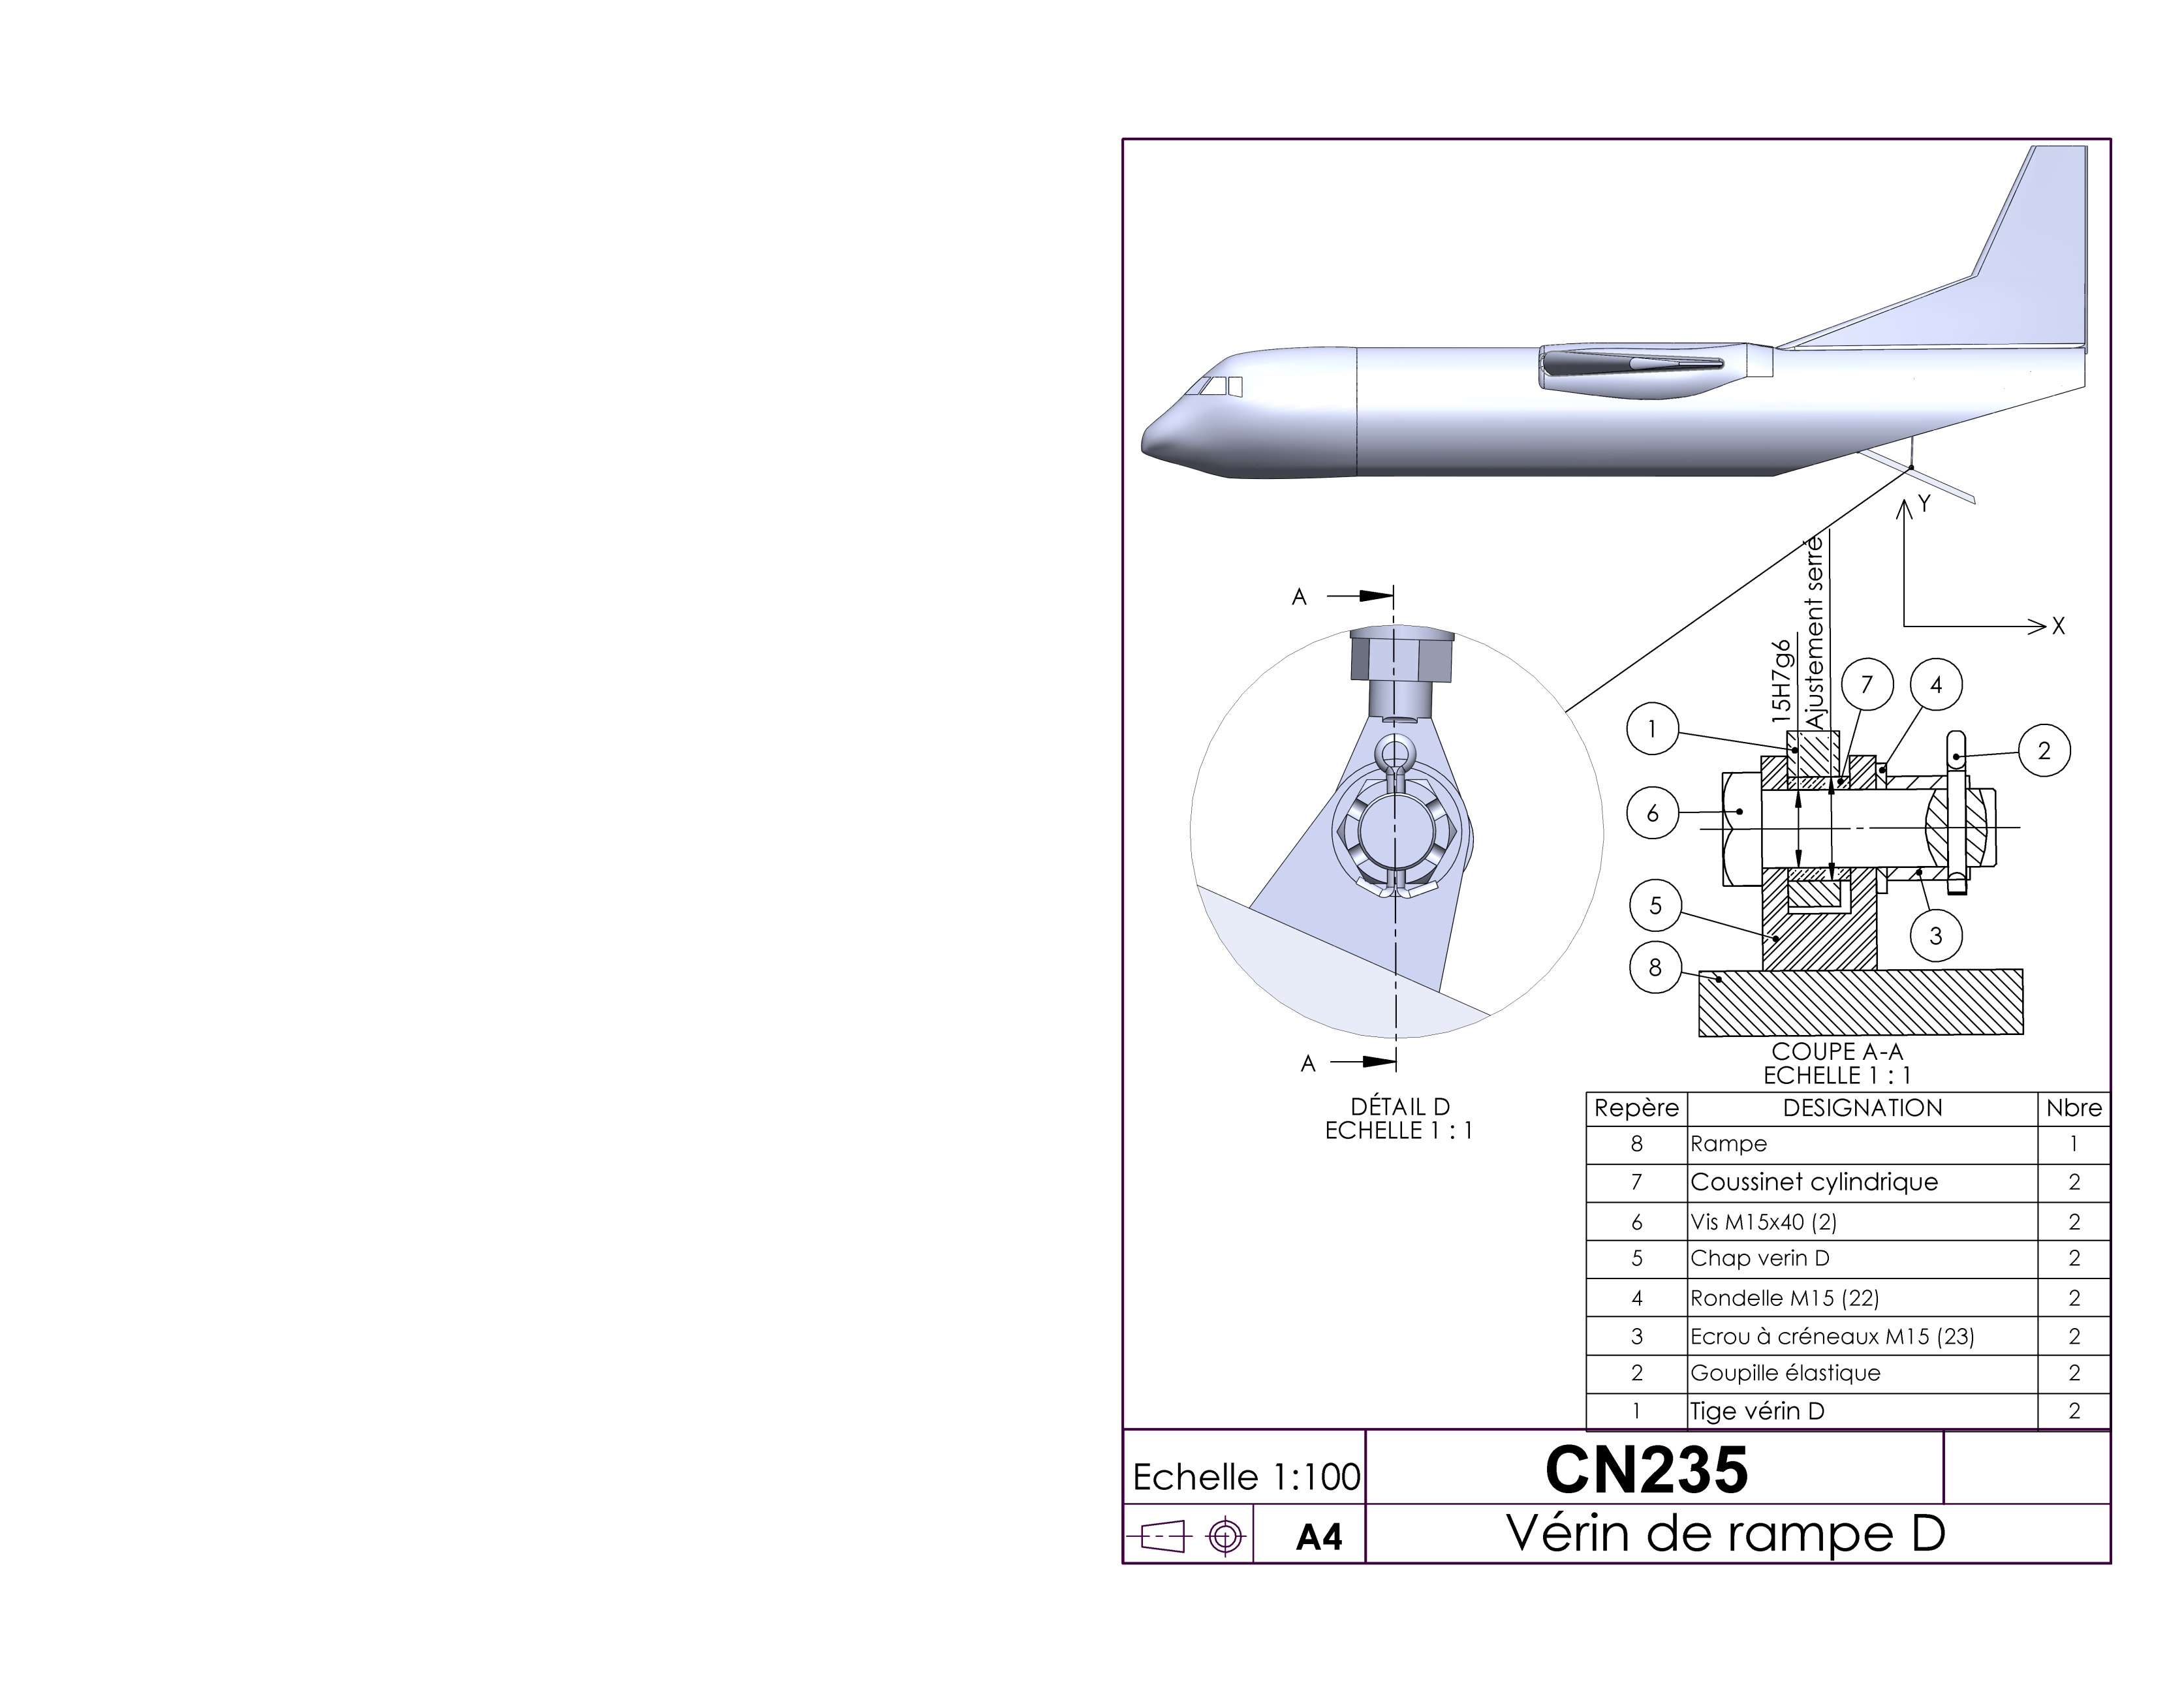 Y
X
A
15H7g6
Ajustement serré
1
7
4
2
6
5
3
8
A
COUPE A-A
ECHELLE 1 : 1
DÉTAIL D
ECHELLE 1 : 1
Repère DESIGNATION Nbre
8 Rampe 1
7 Coussinet cylindrique 2
6 Vis M15x40 (2) 2
5 Chap verin D 2
4 Rondelle M15 (22) 2
3 Ecrou à créneaux M15 (23) 2
2 Goupille élastique 2
1 Tige vérin D 2
Echelle 1:100
CN235
A4
Vérin de rampe D